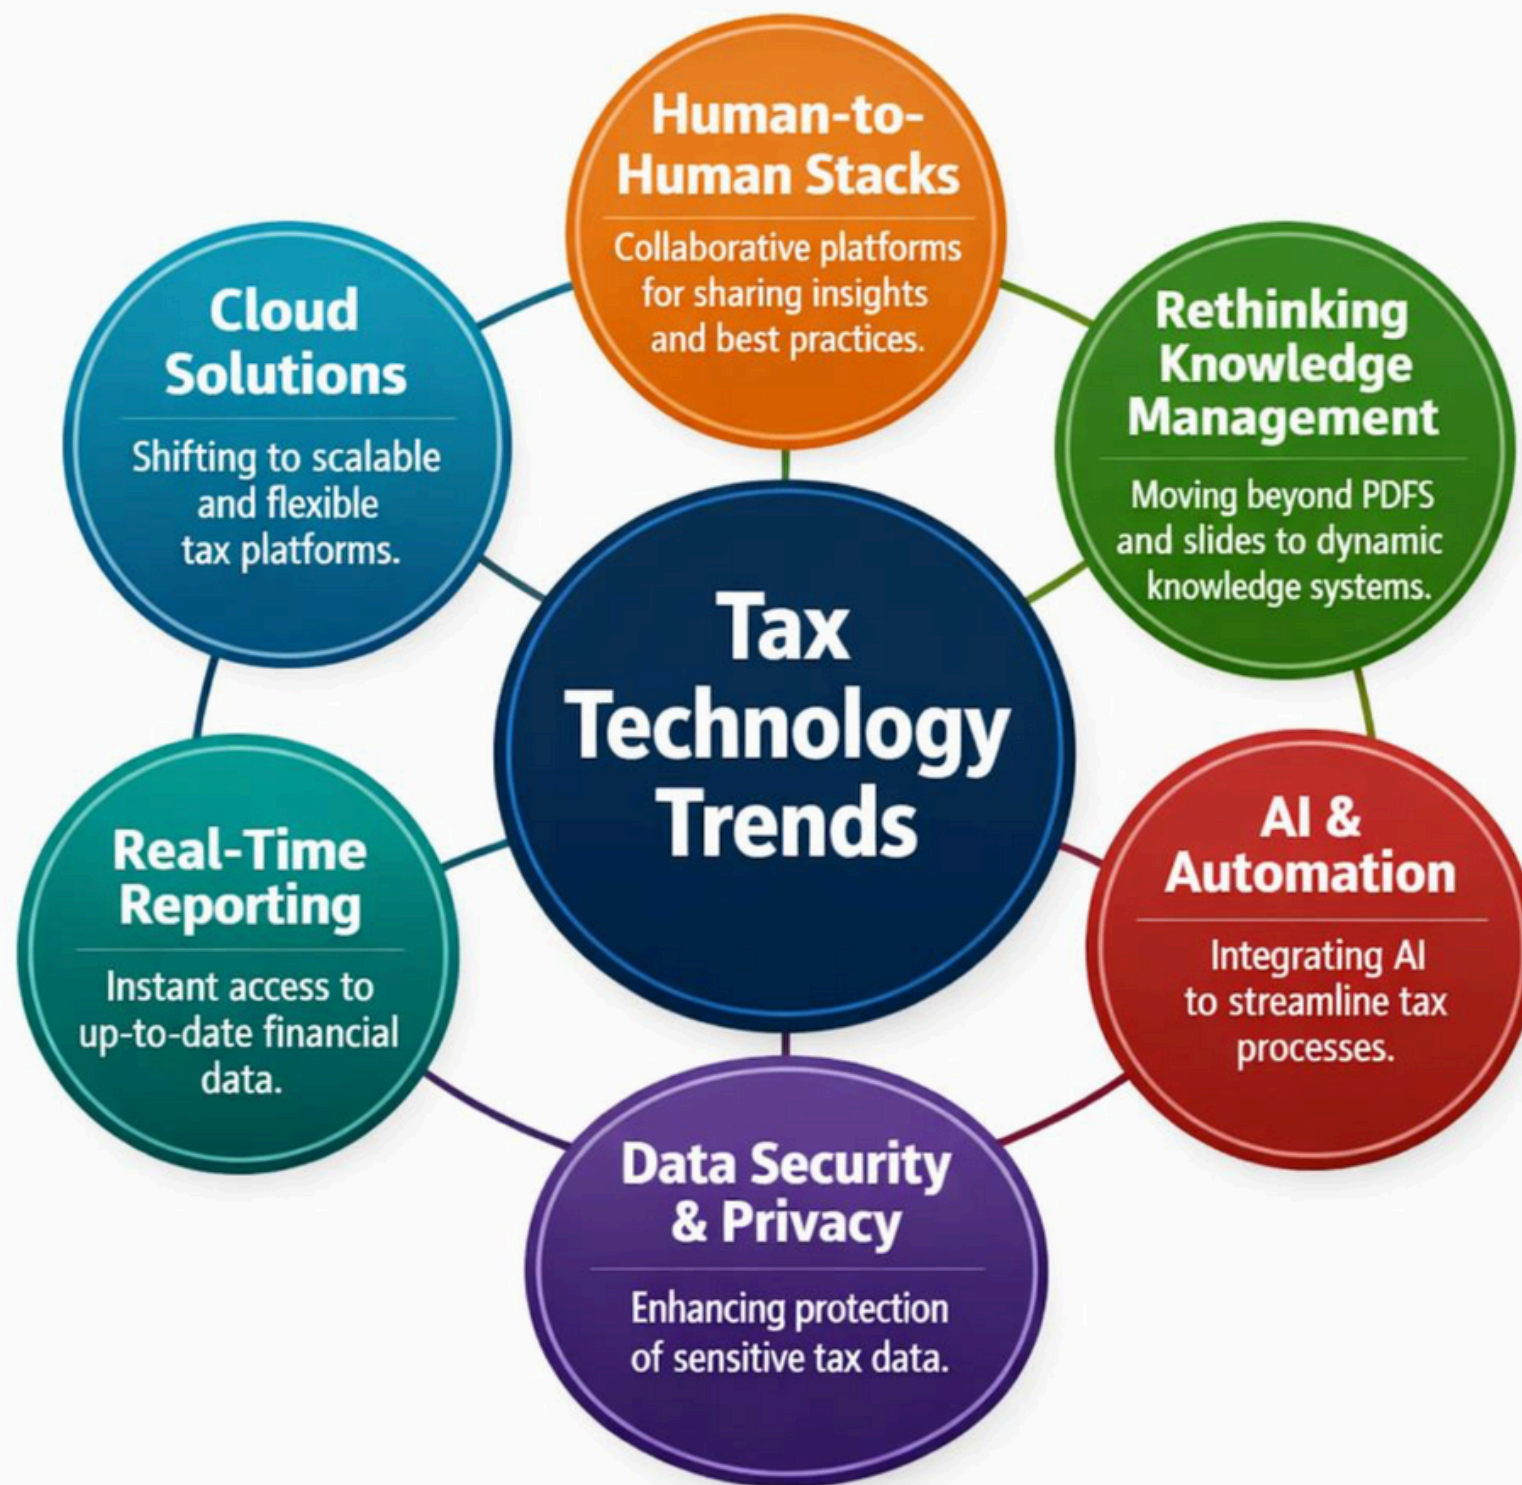 Human-to-
Human Stacks
Collaborative platforms
for sharing insights
and best practices.
Cloud
Solutions
Shifting to scalable
and flexible
tax platforms.
Rethinking
Knowledge
Management
Moving beyond PDFS
and slides to dynamic
knowledge systems.
Tax
Technology
Trends
Real-Time
Reporting
Instant access to
up-to-date financial
data.
AI &
Automation
Integrating AI
to streamline tax
processes.
Data Security
& Privacy
Enhancing protection
of sensitive tax data.